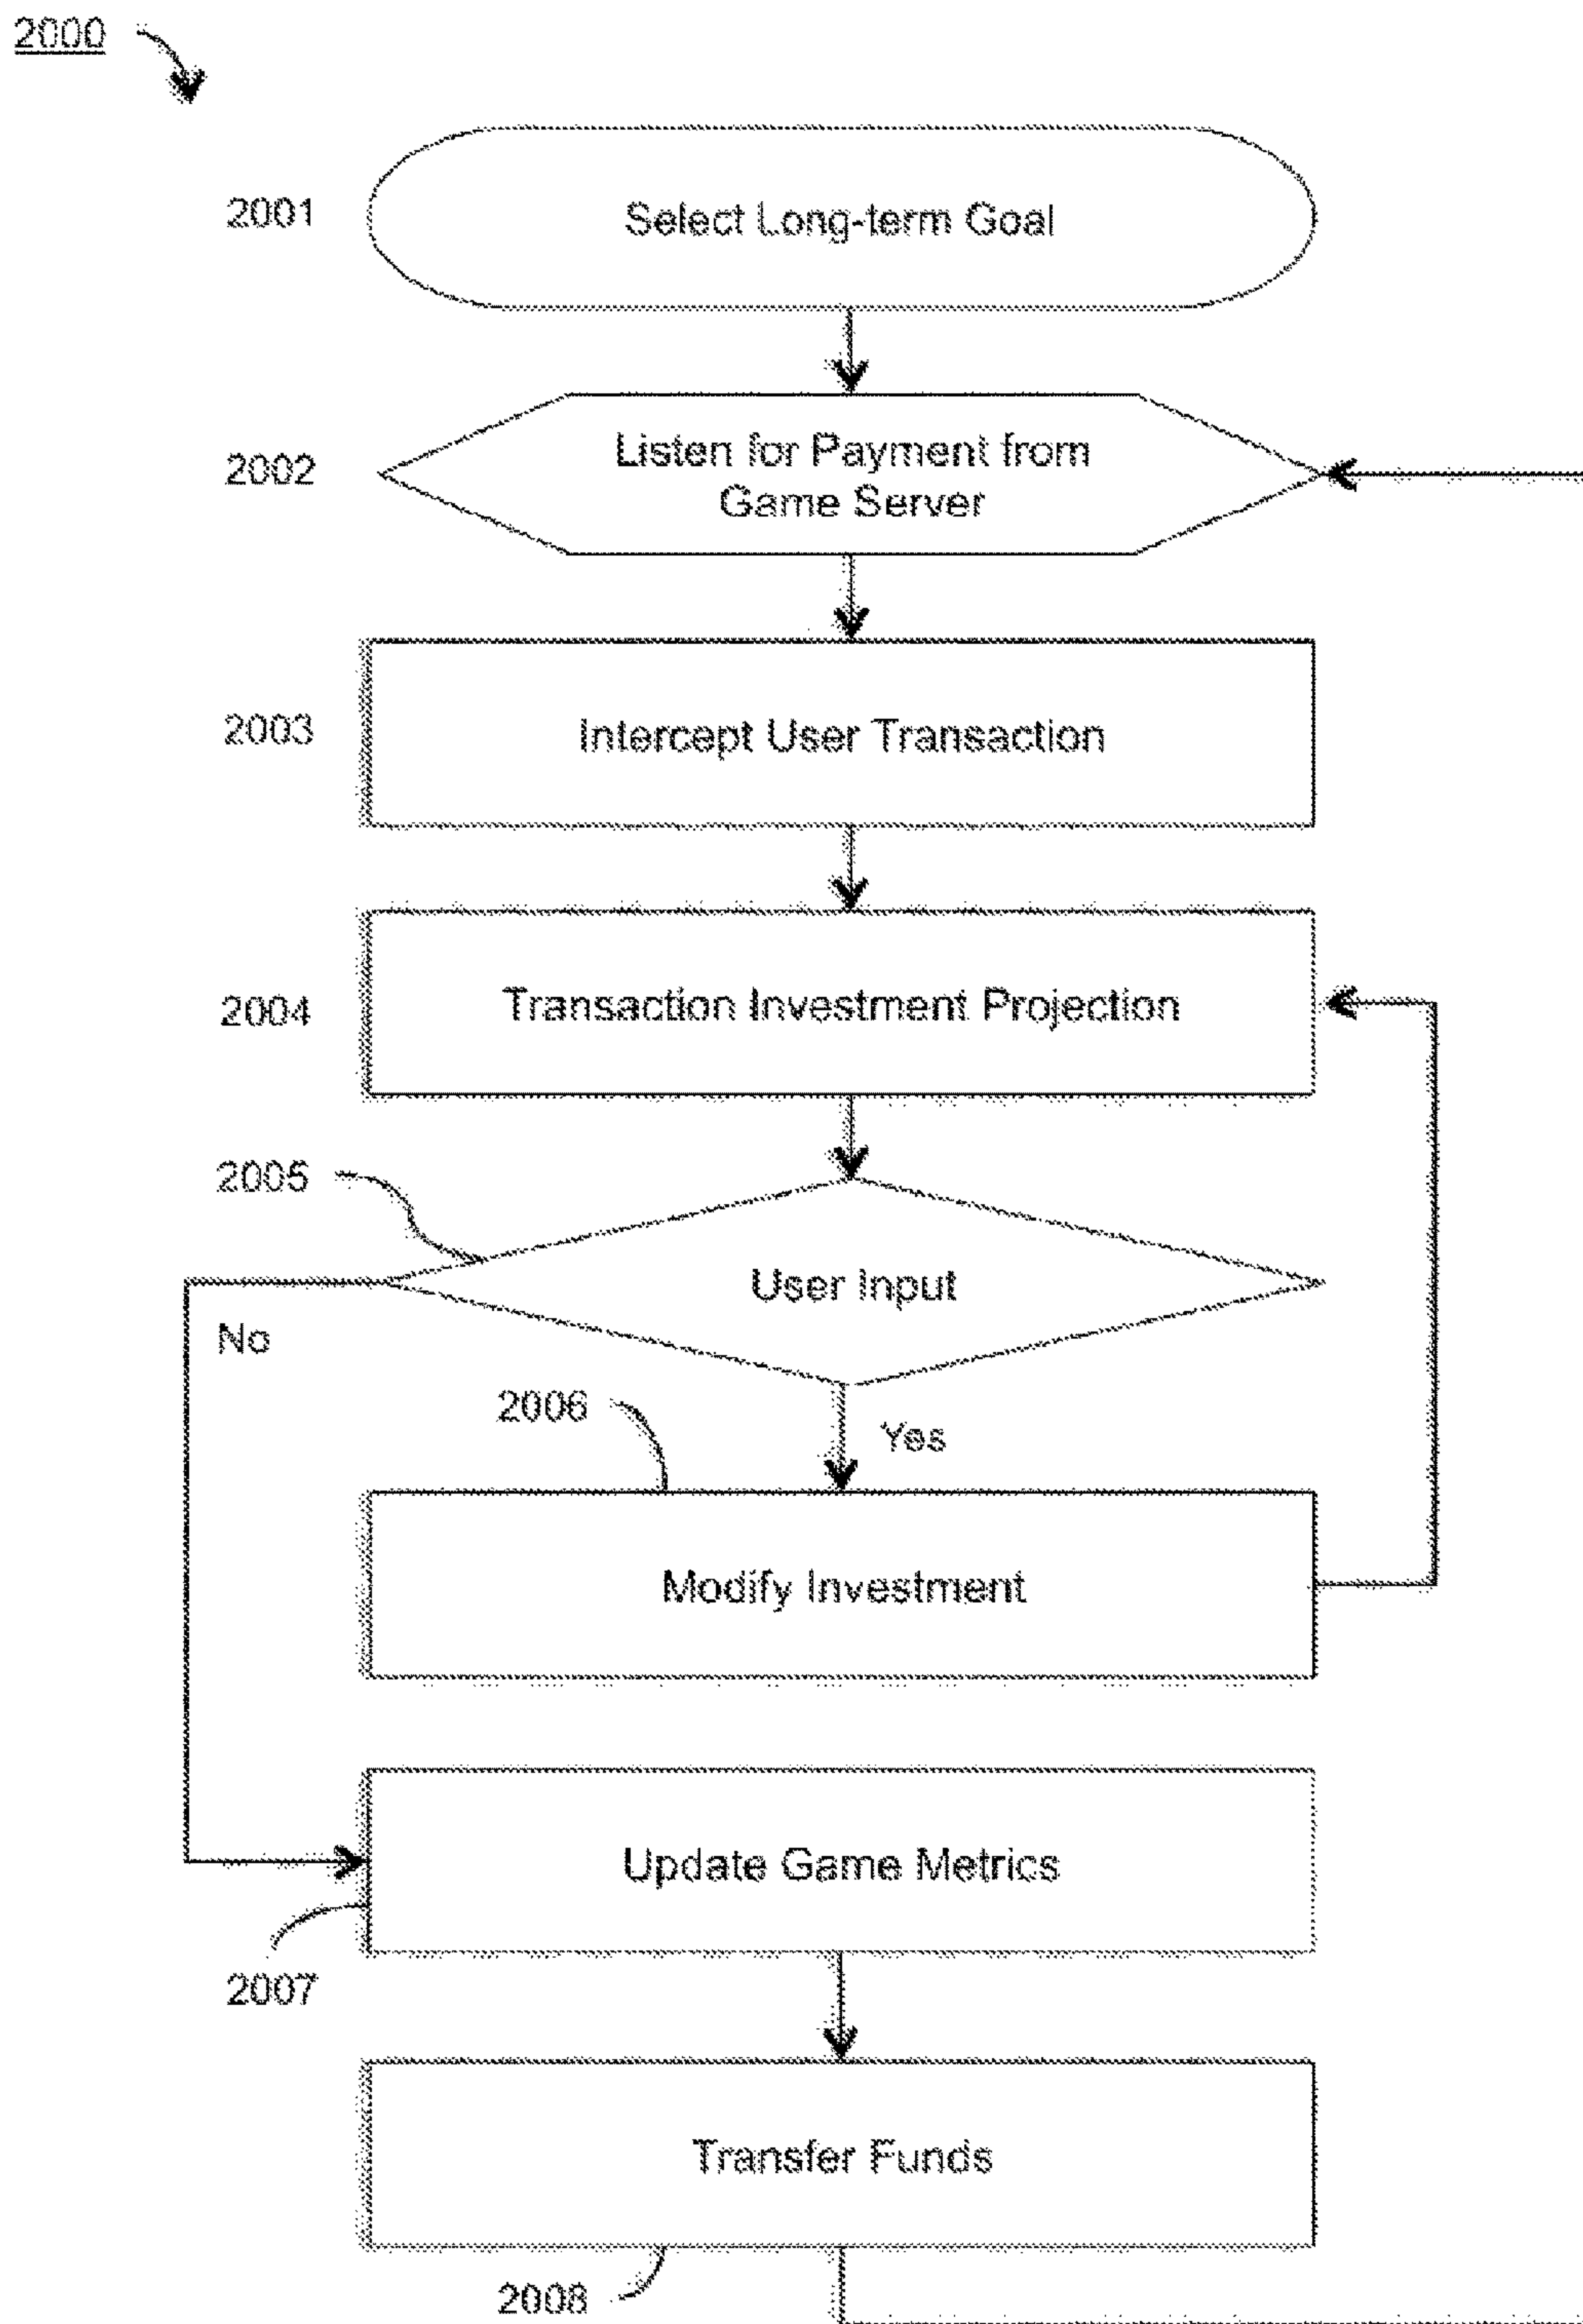 2000
2001
Select Long-term Goal
2002
Listen for Payment from
Game Server
2003
Intercept User Transaction
2004
Transaction Investment Projection
2005
User Input
No
2006
Yes
Modify Investment
Update Game Metrics
2007
Transfer Funds
2008